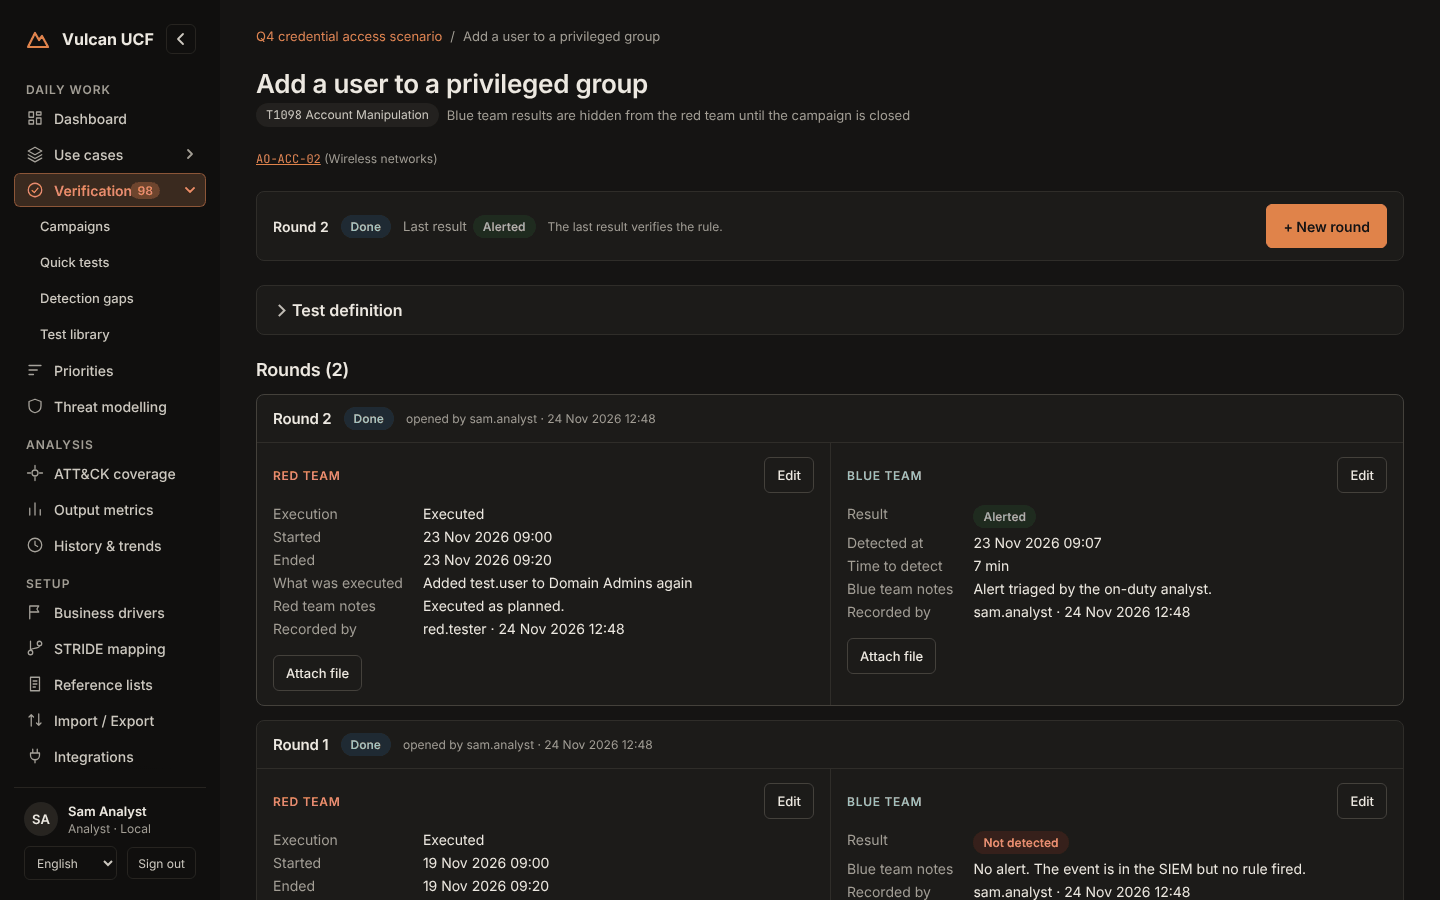 Vulcan UCF
DAILY WORK
Dashboard
Use cases
Verification 98
Campaigns
Quick tests
Detection gaps
Test library
Priorities
Threat modelling
ANALYSIS
ATT&CK coverage
Output metrics
History & trends
SETUP
Business drivers
STRIDE mapping
Reference lists
Import / Export
Integrations
SA
Sam Analyst
Analyst · Local
English
Sign out
Q4 credential access scenario / Add a user to a privileged group
Add a user to a privileged group
T1098 Account Manipulation Blue team results are hidden from the red team until the campaign is closed
AO-ACC-02 (Wireless networks)
Round 2 Done Last result Alerted The last result verifies the rule.
+ New round
Test definition
Rounds (2)
Round 2 Done opened by sam.analyst · 24 Nov 2026 12:48
RED TEAM
Edit
Execution Executed
Started 23 Nov 2026 09:00
Ended 23 Nov 2026 09:20
What was executed Added test.user to Domain Admins again
Red team notes Executed as planned.
Recorded by red.tester · 24 Nov 2026 12:48
Attach file
BLUE TEAM
Edit
Result Alerted
Detected at 23 Nov 2026 09:07
Time to detect 7 min
Blue team notes Alert triaged by the on-duty analyst.
Recorded by sam.analyst · 24 Nov 2026 12:48
Attach file
Round 1 Done opened by sam.analyst · 24 Nov 2026 12:48
RED TEAM
Edit
Execution Executed
Started 19 Nov 2026 09:00
Ended 19 Nov 2026 09:20
BLUE TEAM
Edit
Result Not detected
Blue team notes No alert. The event is in the SIEM but no rule fired.
Recorded by sam.analyst · 24 Nov 2026 12:48